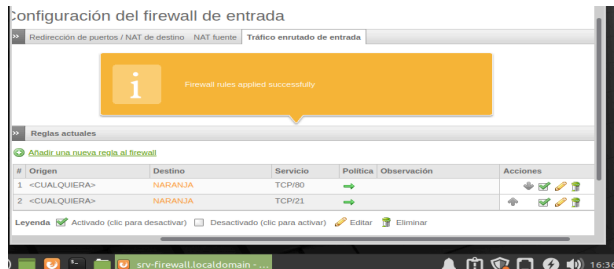 Configuración del firewall de entrada
>> Redirección de puertos / NAT de destino NAT fuente Tráfico enrutado de entrada
i Firewall rules applied successfully
>> Reglas actuales
Añadir una nueva regla al firewall
# Origen Destino Servicio Política Observación Acciones
1 <CUALQUIERA> NARANJA TCP/80
2 <CUALQUIERA> NARANJA TCP/21
Leyenda Activado (clic para desactivar) Desactivado (clic para activar) Editar Eliminar
srv-firewall.localdomain - ... 16:36